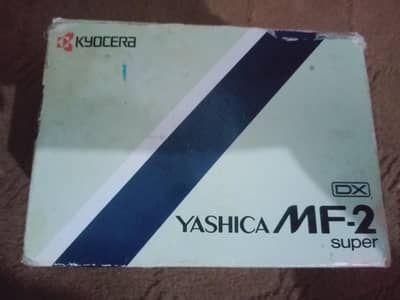 KYOCERA
DX
YASHICA MF-2
super